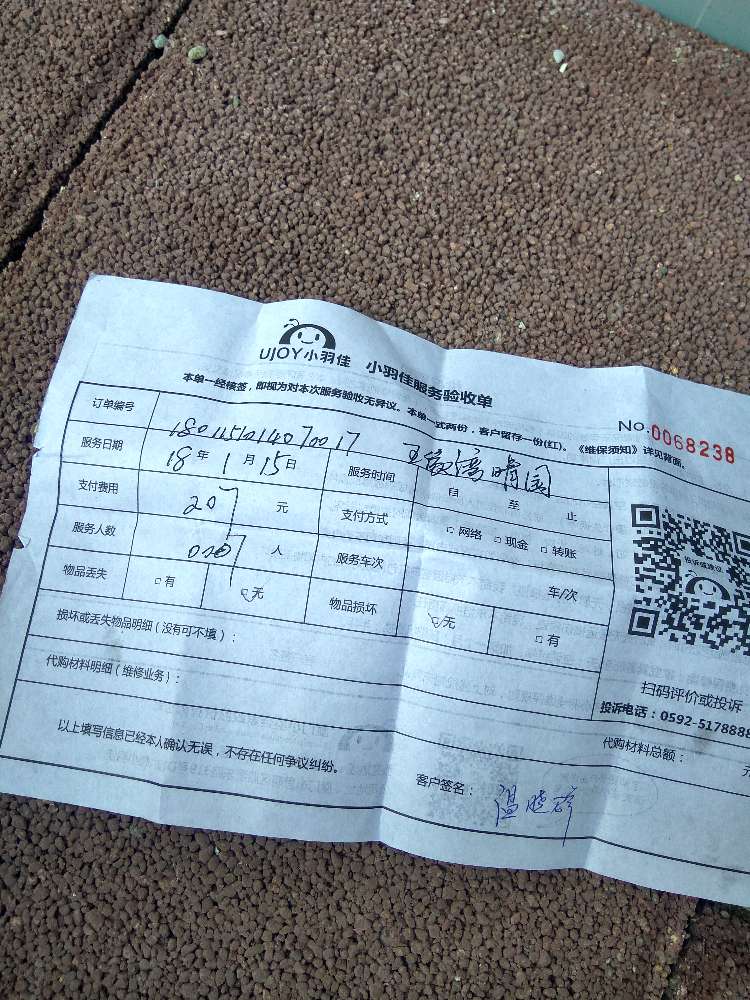 UJOY小羽佳 小羽佳服务验收单
本单一经核签，即视为对本次服务验收无异议。本单一式两份，客户留存一份(红)。《维保须知》详见背面。
No.0068238
订单编号
服务日期 18年1月15日 服务时间 自 至 止
支付费用 207 元 支付方式 □网络 □现金 □转账
服务人数 人 服务车次 车/次
物品丢失 □有 □无 物品损坏 □无 □有
损坏或丢失物品明细(没有可不填)：
代购材料明细(维修业务)：
扫码评价或投诉
投诉电话：0592-5178888
代购材料总额： 元
以上填写信息已经本人确认无误，不存在任何争议纠纷。
客户签名：温